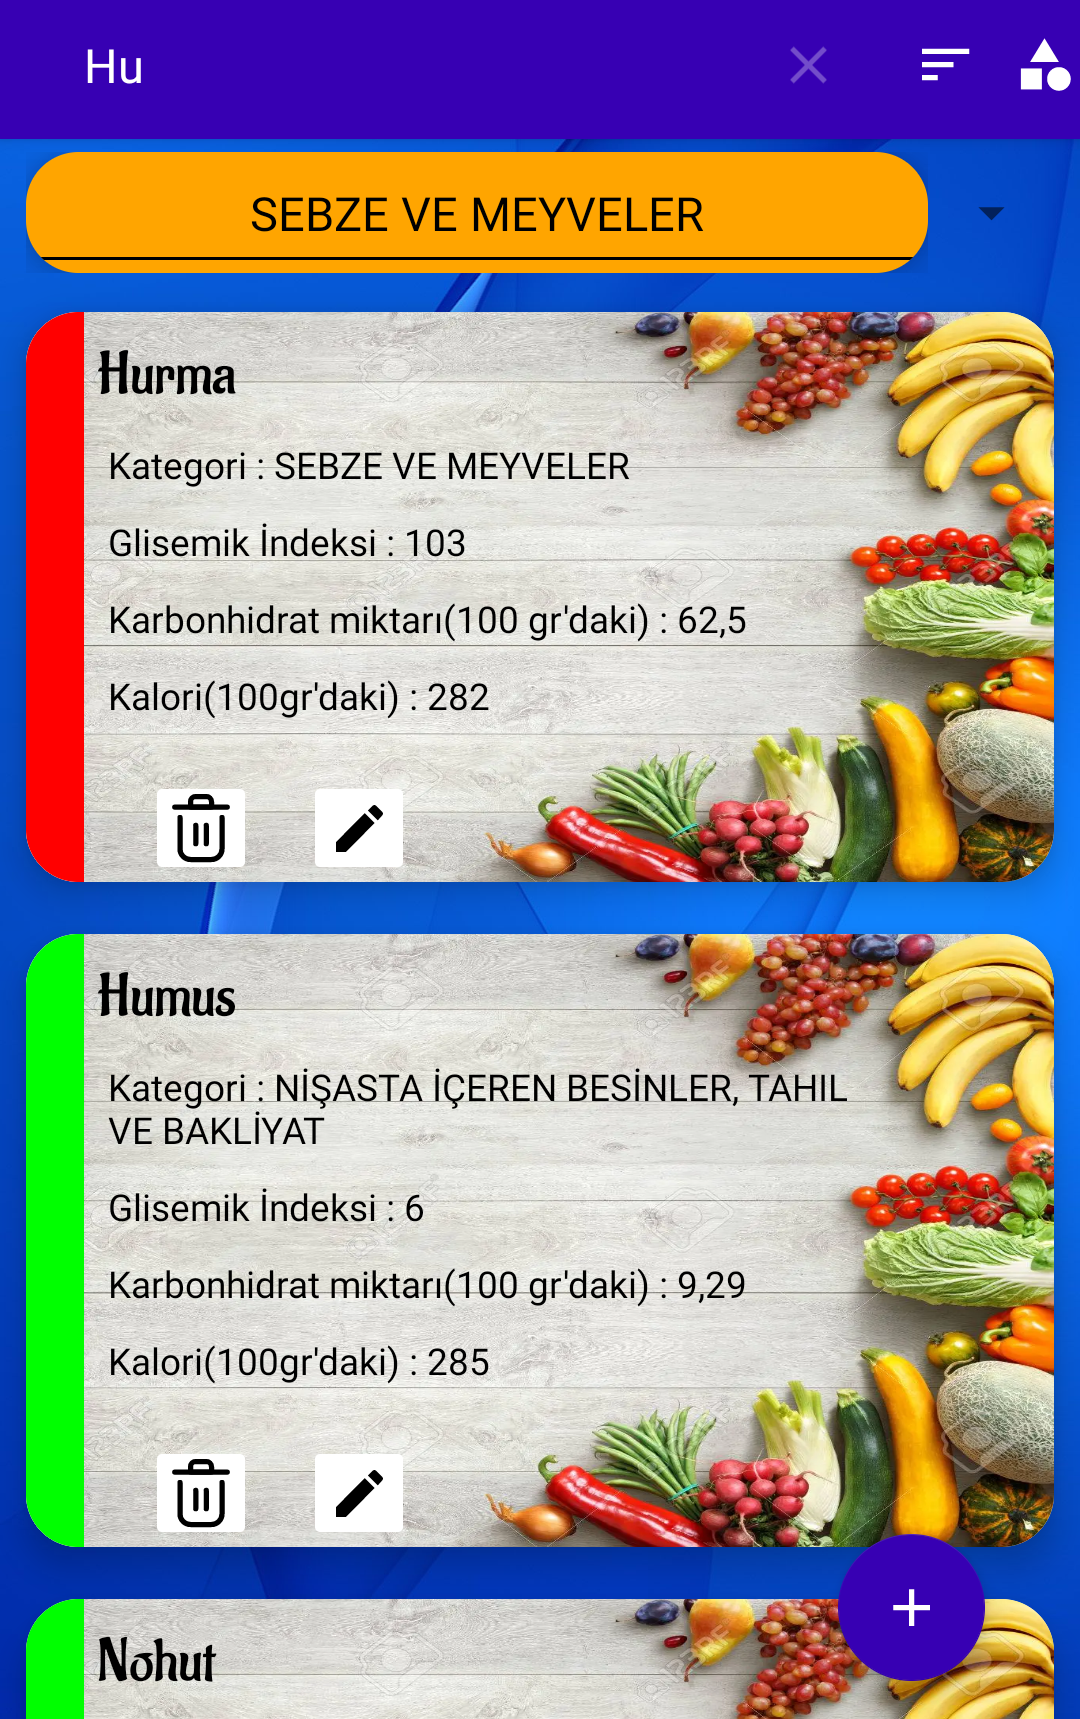 Hu
SEBZE VE MEYVELER
Hurma
Kategori : SEBZE VE MEYVELER
Glisemik İndeksi : 103
Karbonhidrat miktarı(100 gr'daki) : 62,5
Kalori(100gr'daki) : 282
Humus
Kategori : NİŞASTA İÇEREN BESİNLER, TAHIL
VE BAKLİYAT
Glisemik İndeksi : 6
Karbonhidrat miktarı(100 gr'daki) : 9,29
Kalori(100gr'daki) : 285
Nohut